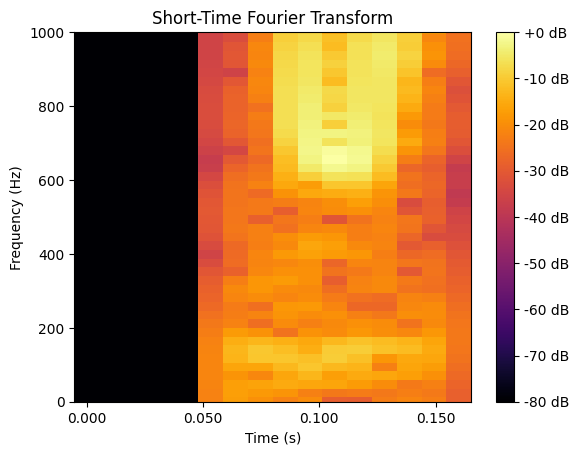 Short-Time Fourier Transform
1000
800
600
400
200
0
Frequency (Hz)
0.000
0.050
0.100
0.150
Time (s)
+0 dB
-10 dB
-20 dB
-30 dB
-40 dB
-50 dB
-60 dB
-70 dB
-80 dB